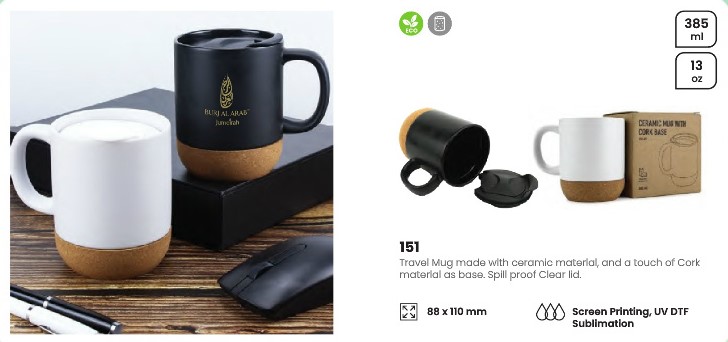 ECO
385
ml
13
oz
BURJ AL ARAB
Jumeirah
CERAMIC MUG WITH
CORK BASE
151
Travel Mug made with ceramic material, and a touch of Cork
material as base. Spill proof Clear lid.
88 x 110 mm
Screen Printing, UV DTF
Sublimation